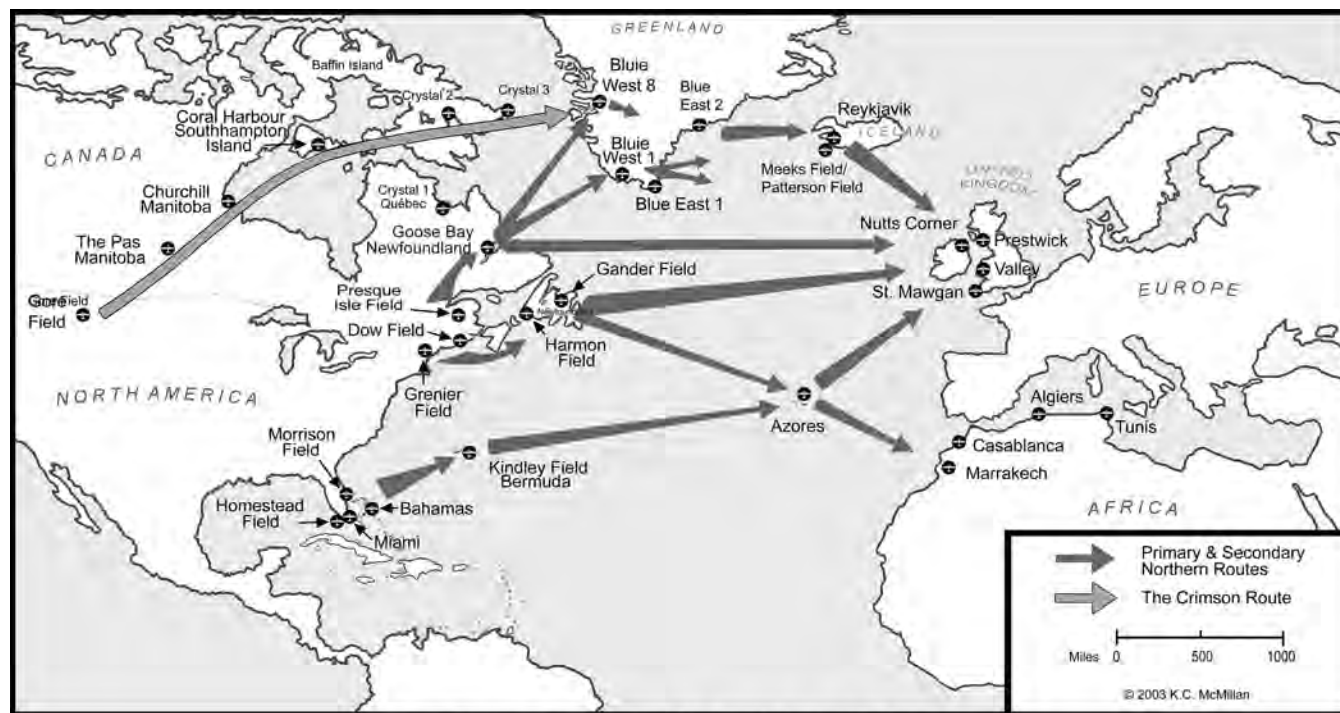 GREENLAND
Baffin Island
Bluie
West 8
Blue
East 2
Crystal 2
Crystal 3
Coral Harbour
Southhampton
Island
Reykjavik
ICELAND
CANADA
Bluie
West 1
Meeks Field/
Patterson Field
Churchill
Manitoba
Crystal 1
Québec
Blue East 1
KINGDOM
Nutts Corner
The Pas
Manitoba
Goose Bay
Newfoundland
Prestwick
Gander Field
Valley
Presque
Isle Field
St. Mawgan
EUROPE
Gore Field
Field
Dow Field
Harmon
Field
NORTH AMERICA
Grenier
Field
Azores
Algiers
Tunis
Morrison
Field
Casablanca
Kindley Field
Bermuda
Marrakech
Homestead
Field
Bahamas
AFRICA
Miami
Primary & Secondary
Northern Routes
The Crimson Route
Miles 0 500 1000
© 2003 K.C. McMillan